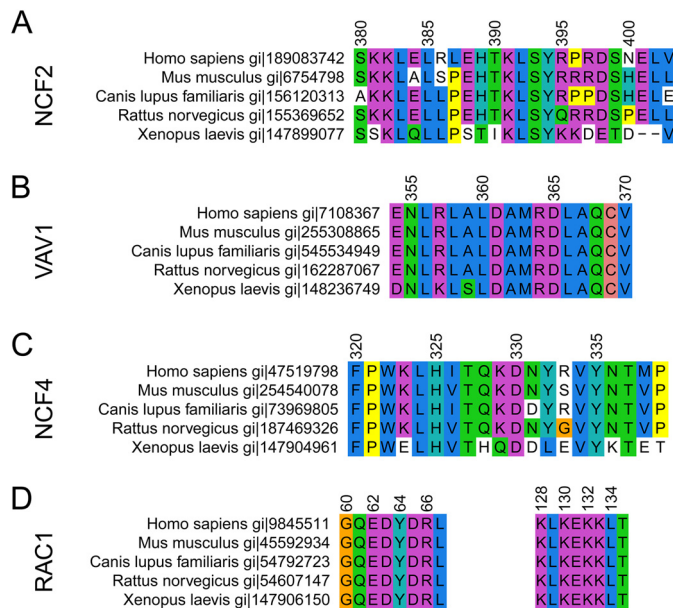 A
380 385 390 395 400
NCF2
Homo sapiens gi|189083742 SKKLELRLEHTKLSYRPRDSNELV
Mus musculus gi|6754798 SKKLALSPEHTKLSYRRRDSHELL
Canis lupus familiaris gi|156120313 AKKLELLPEHTKLSYRPPDSHELE
Rattus norvegicus gi|155369652 SKKLELLPEHTKLSYQRRDSPELL
Xenopus laevis gi|147899077 SSKLQLLPSTIKLSYKKDETD--V
B
355 360 365 370
VAV1
Homo sapiens gi|7108367 ENLRLALDAMRDLAQCV
Mus musculus gi|255308865 ENLRLALDAMRDLAQCV
Canis lupus familiaris gi|545534949 ENLRLALDAMRDLAQCV
Rattus norvegicus gi|162287067 ENLRLALDAMRDLAQCV
Xenopus laevis gi|148236749 DNLKLSLDAMRDLAQCV
C
320 325 330 335
NCF4
Homo sapiens gi|47519798 FPWKLHITQKDNYRVYNTMP
Mus musculus gi|254540078 FPWKLHVTQKDNYSVYNTVP
Canis lupus familiaris gi|73969805 FPWKLHITQKDDYRVYNTVP
Rattus norvegicus gi|187469326 FPWKLHVTQKDNYGVYNTVP
Xenopus laevis gi|147904961 FPWELHVTHQDDLEVYKTET
D
60 62 64 66 128 130 132 134
RAC1
Homo sapiens gi|9845511 GQEDYDRL KLKEKKLT
Mus musculus gi|45592934 GQEDYDRL KLKEKKLT
Canis lupus familiaris gi|54792723 GQEDYDRL KLKEKKLT
Rattus norvegicus gi|54607147 GQEDYDRL KLKEKKLT
Xenopus laevis gi|147906150 GQEDYDRL KLKEKKLT